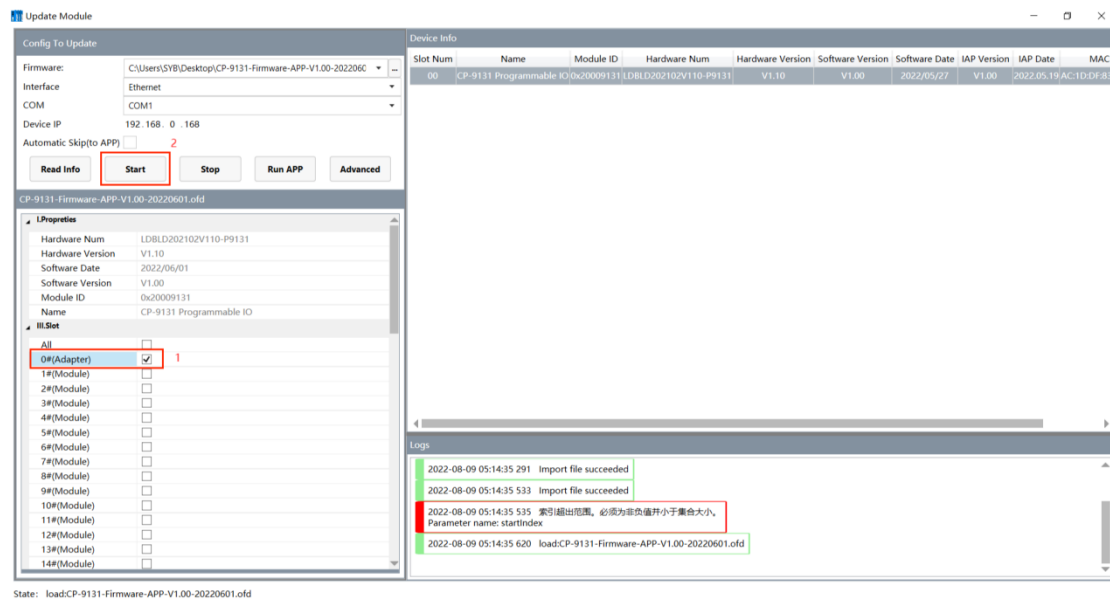 Update Module
Config To Update
Firmware: C:\Users\SYB\Desktop\CP-9131-Firmware-APP-V1.00-202206C ...
Interface Ethernet
COM COM1
Device IP 192.168. 0 .168
Automatic Skip(to APP) 2
Read Info Start Stop Run APP Advanced
CP-9131-Firmware-APP-V1.00-20220601.ofd
I.Propreties
Hardware Num LDBLD202102V110-P9131
Hardware Version V1.10
Software Date 2022/06/01
Software Version V1.00
Module ID 0x20009131
Name CP-9131 Programmable IO
III.Slot
All
0#(Adapter) 1
1#(Module)
2#(Module)
3#(Module)
4#(Module)
5#(Module)
6#(Module)
7#(Module)
8#(Module)
9#(Module)
10#(Module)
11#(Module)
12#(Module)
13#(Module)
14#(Module)
Device Info
Slot Num Name Module ID Hardware Num Hardware Version Software Version Software Date IAP Version IAP Date MAC
00 CP-9131 Programmable IO 0x20009131 LDBLD202102V110-P9131 V1.10 V1.00 2022/05/27 V1.00 2022.05.19 AC:1D:DF:83
Logs
2022-08-09 05:14:35 291 Import file succeeded
2022-08-09 05:14:35 533 Import file succeeded
2022-08-09 05:14:35 535 索引超出范围。必须为非负值并小于集合大小。
Parameter name: startIndex
2022-08-09 05:14:35 620 load:CP-9131-Firmware-APP-V1.00-20220601.ofd
State: load:CP-9131-Firmware-APP-V1.00-20220601.ofd